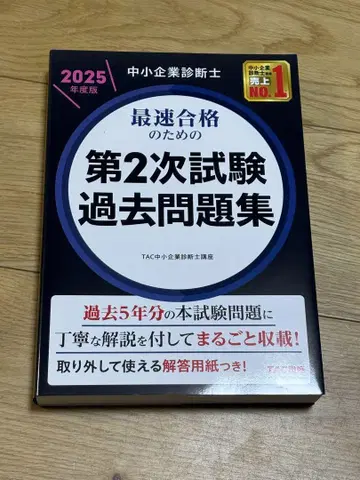 2025
年度版
中小企業診断士
中小企業
診断士講座
売上
NO.1
最速合格
のための
第2次試験
過去問題集
TAC中小企業診断士講座
過去5年分の本試験問題に
丁寧な解説を付してまるごと収載!
取り外して使える解答用紙つき!
TAC出版